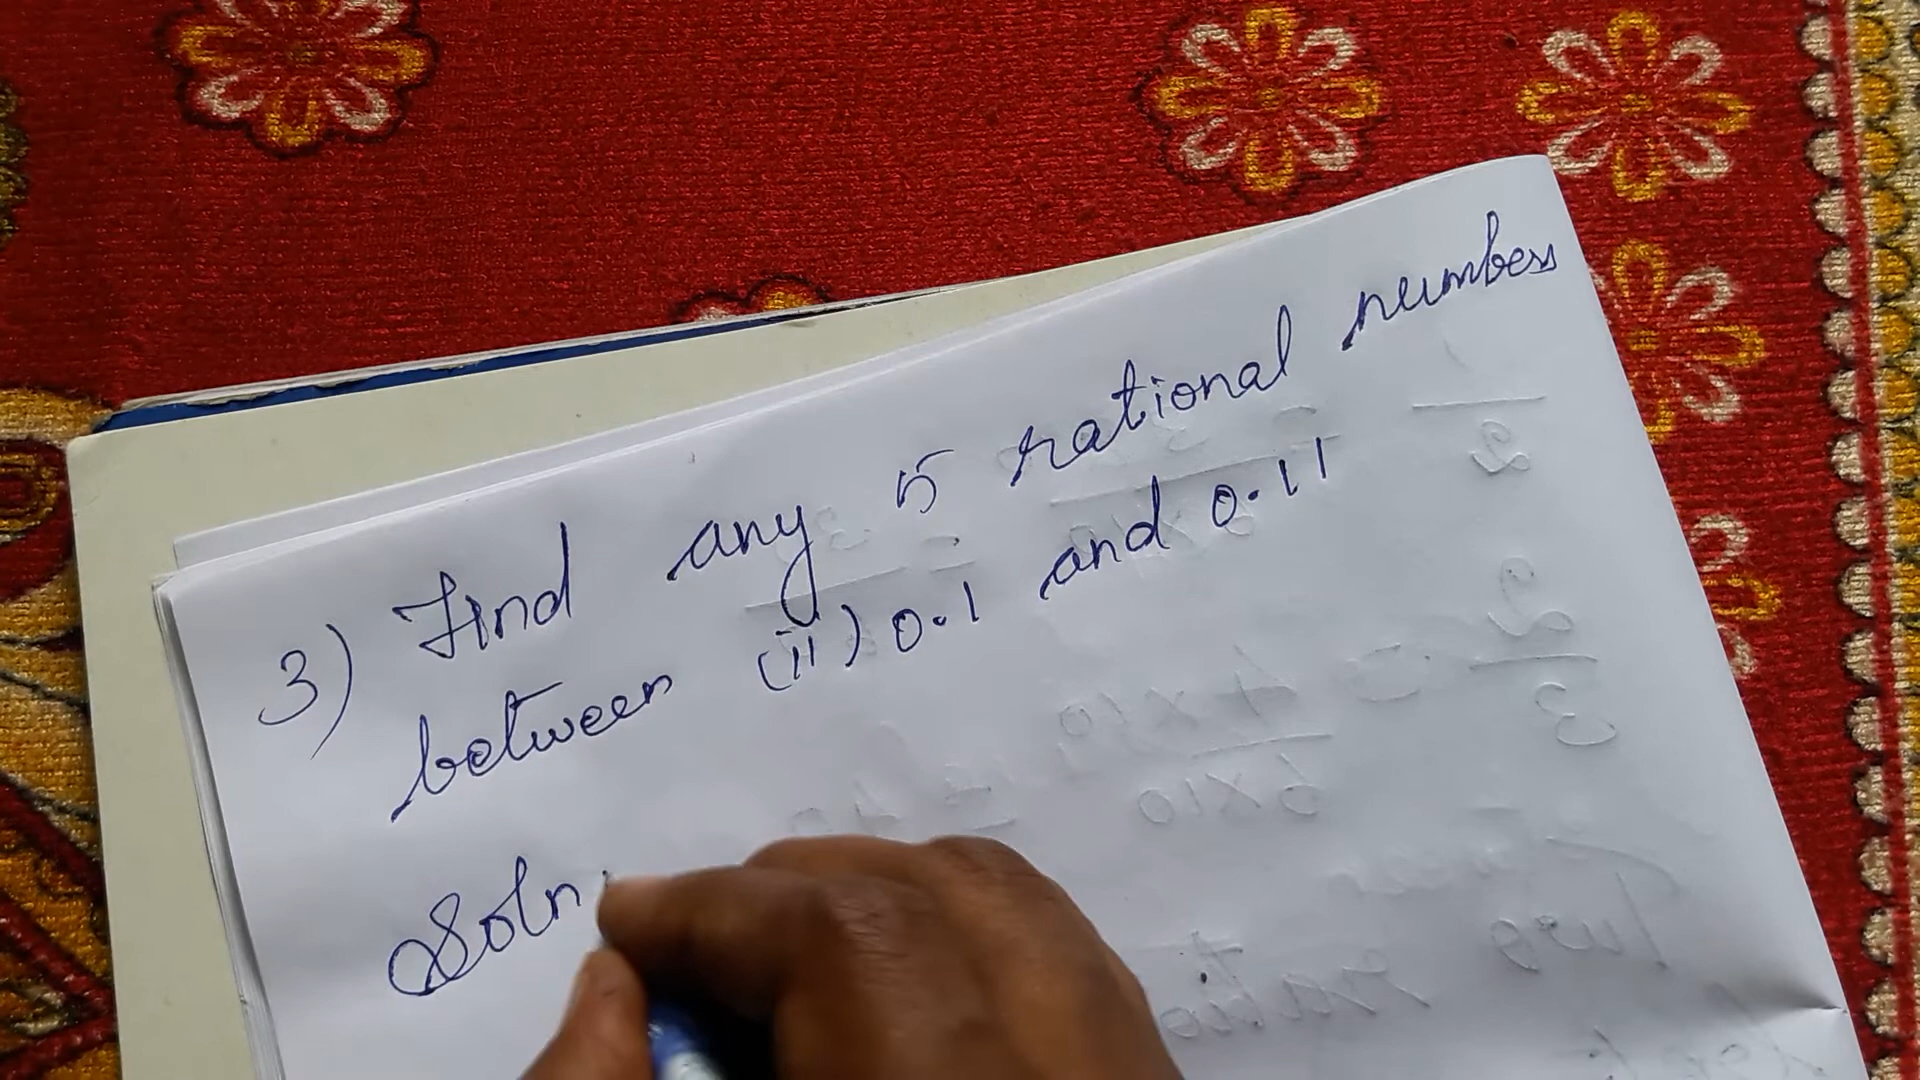 3) Find any 5 rational numbers
between (ii) 0.1 and 0.11
Soln